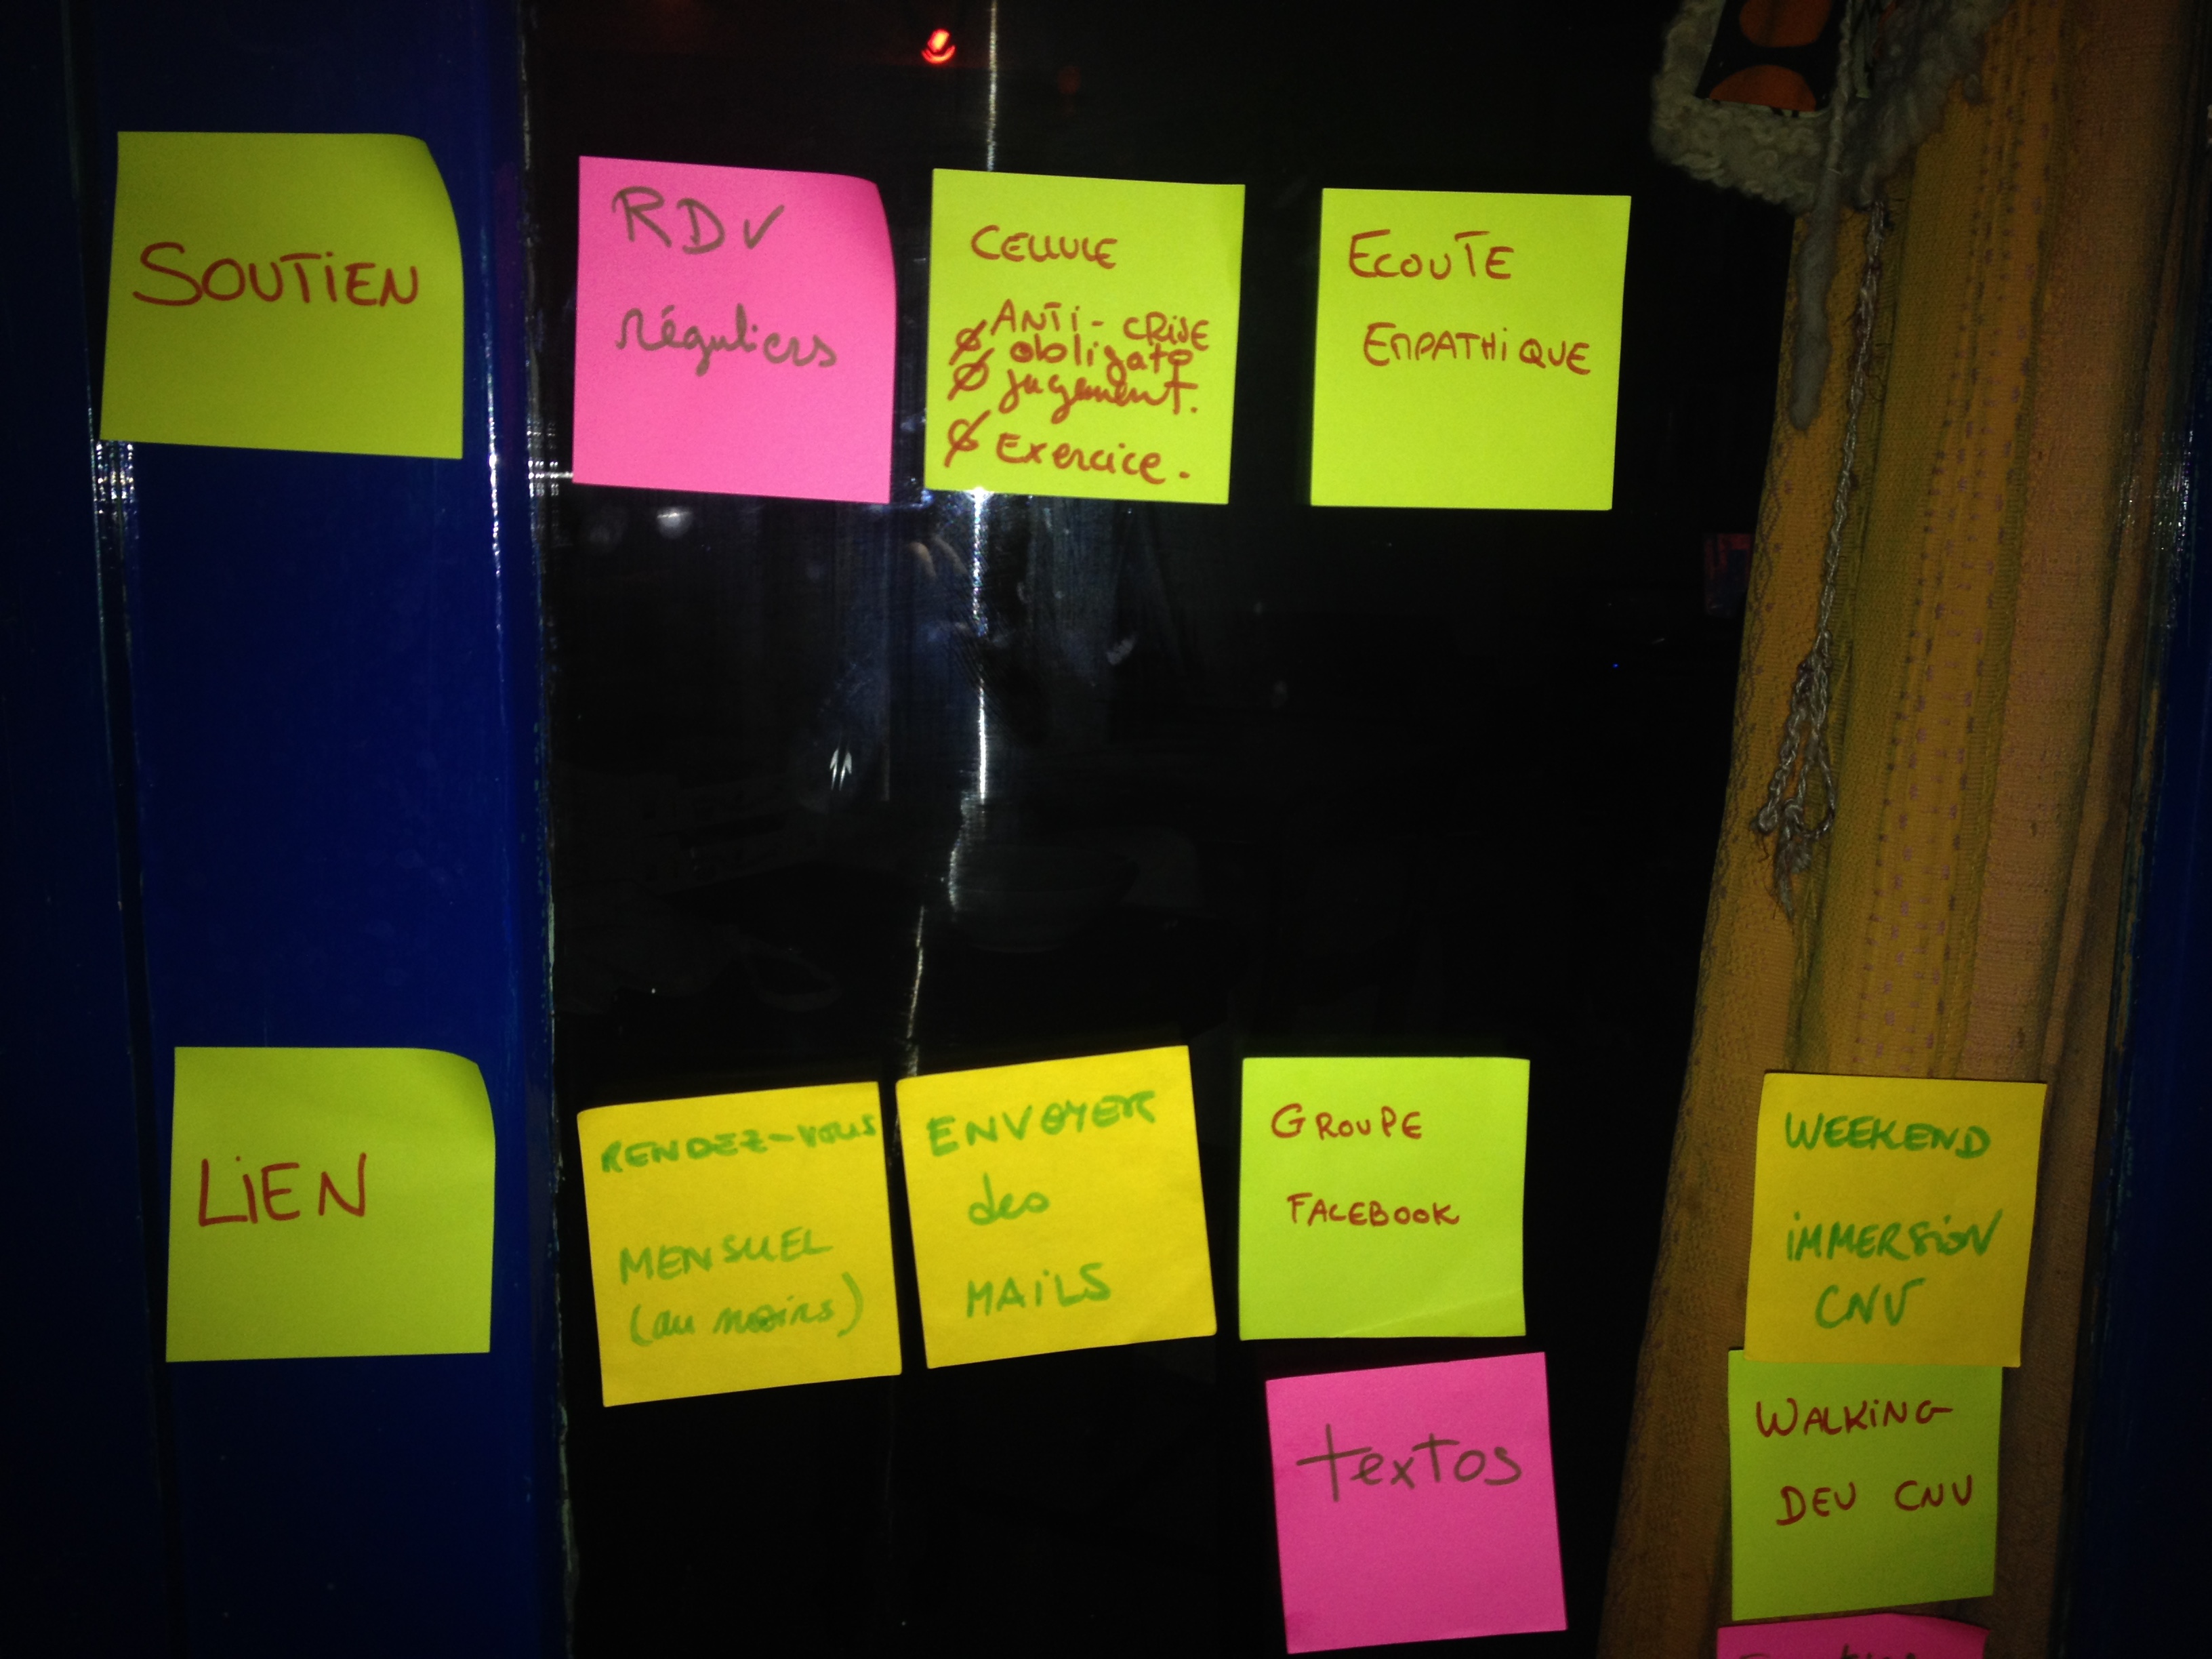 SOUTIEN
RDV
réguliers
CELLULE
ANTI-CRISE
Ø obligato
Ø jugement.
Ø Exercice.
ECOUTE
EMPATHIQUE
LIEN
RENDEZ-VOUS
MENSUEL
(au moins)
ENVOYER
des
MAILS
GROUPE
FACEBOOK
textos
WEEKEND
IMMERSION
CNV
WALKING
DEV CNV